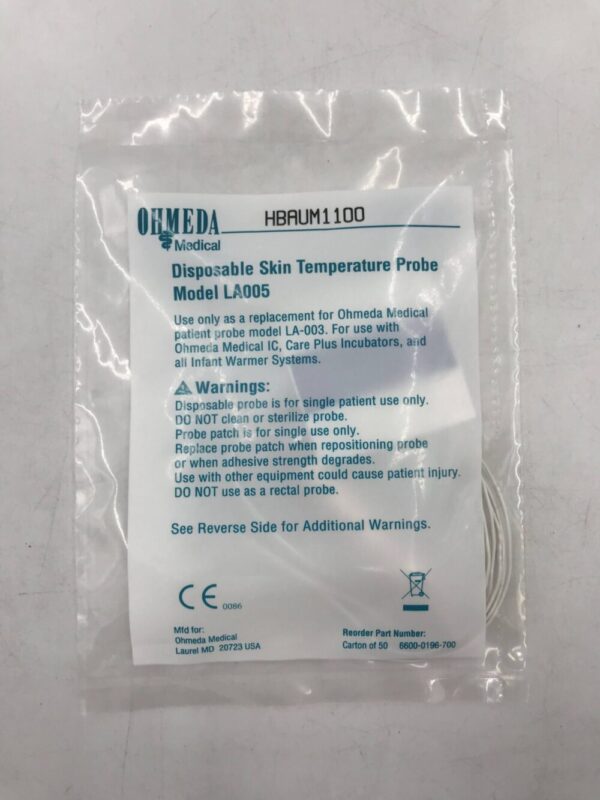 OHMEDA HBAUM1100
Medical
Disposable Skin Temperature Probe
Model LA005
Use only as a replacement for Ohmeda Medical
patient probe model LA-003. For use with
Ohmeda Medical IC, Care Plus Incubators, and
all Infant Warmer Systems.
Warnings:
Disposable probe is for single patient use only.
DO NOT clean or sterilize probe.
Probe patch is for single use only.
Replace probe patch when repositioning probe
or when adhesive strength degrades.
Use with other equipment could cause patient injury.
DO NOT use as a rectal probe.
See Reverse Side for Additional Warnings.
CE 0086
Mfd for:
Ohmeda Medical
Laurel MD 20723 USA
Reorder Part Number:
Carton of 50 6600-0196-700